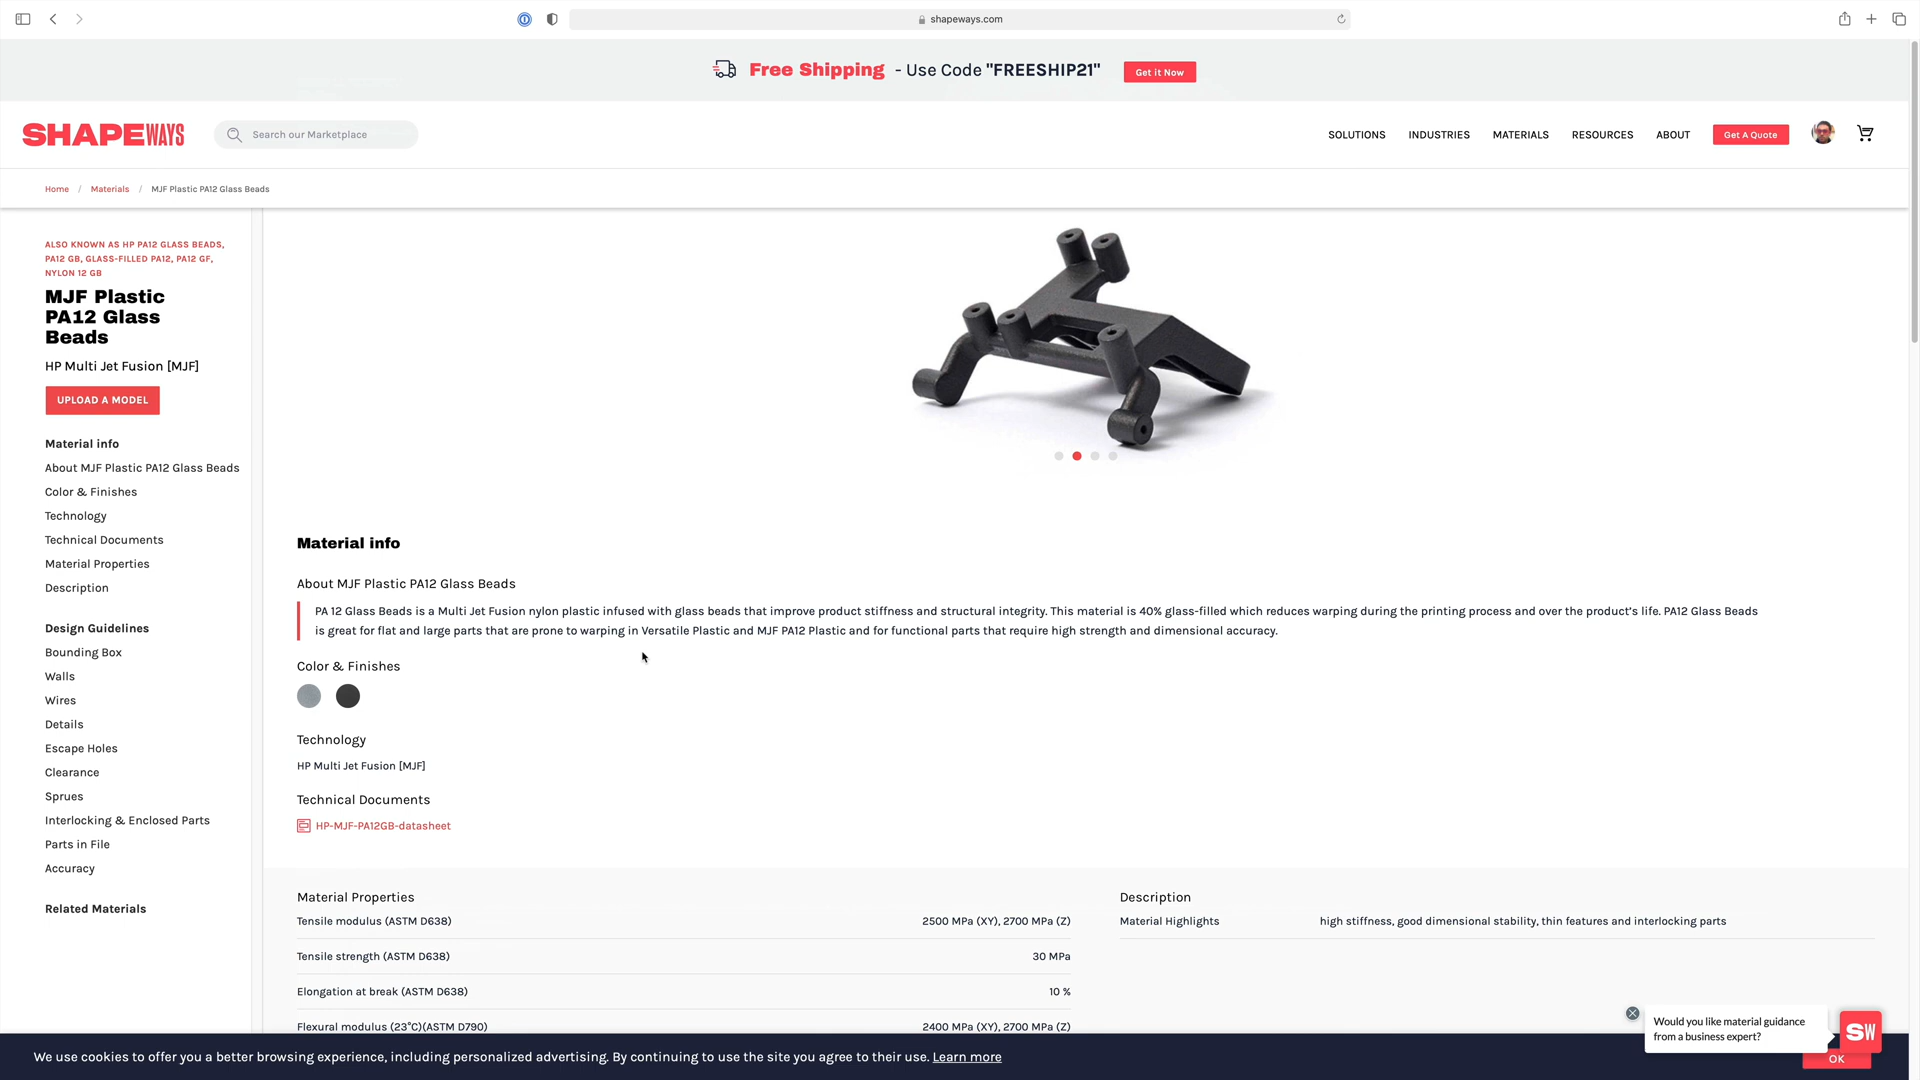 shapeways.com
Free Shipping - Use Code "FREESHIP21"
Get it Now
SHAPEWAYS
Search our Marketplace
SOLUTIONS
INDUSTRIES
MATERIALS
RESOURCES
ABOUT
Get A Quote
Home / Materials / MJF Plastic PA12 Glass Beads
ALSO KNOWN AS HP PA12 GLASS BEADS,
PA12 GB, GLASS-FILLED PA12, PA12 GF,
NYLON 12 GB
MJF Plastic
PA12 Glass
Beads
HP Multi Jet Fusion [MJF]
UPLOAD A MODEL
Material info
About MJF Plastic PA12 Glass Beads
Color & Finishes
Technology
Technical Documents
Material Properties
Description
Design Guidelines
Bounding Box
Walls
Wires
Details
Escape Holes
Clearance
Sprues
Interlocking & Enclosed Parts
Parts in File
Accuracy
Related Materials
Material info
About MJF Plastic PA12 Glass Beads
PA 12 Glass Beads is a Multi Jet Fusion nylon plastic infused with glass beads that improve product stiffness and structural integrity. This material is 40% glass-filled which reduces warping during the printing process and over the product's life. PA12 Glass Beads
is great for flat and large parts that are prone to warping in Versatile Plastic and MJF PA12 Plastic and for functional parts that require high strength and dimensional accuracy.
Color & Finishes
Technology
HP Multi Jet Fusion [MJF]
Technical Documents
HP-MJF-PA12GB-datasheet
Material Properties
Tensile modulus (ASTM D638) 2500 MPa (XY), 2700 MPa (Z)
Tensile strength (ASTM D638) 30 MPa
Elongation at break (ASTM D638) 10 %
Flexural modulus (23°C)(ASTM D790) 2400 MPa (XY), 2700 MPa (Z)
Description
Material Highlights high stiffness, good dimensional stability, thin features and interlocking parts
Would you like material guidance
from a business expert?
SW
We use cookies to offer you a better browsing experience, including personalized advertising. By continuing to use the site you agree to their use. Learn more
OK